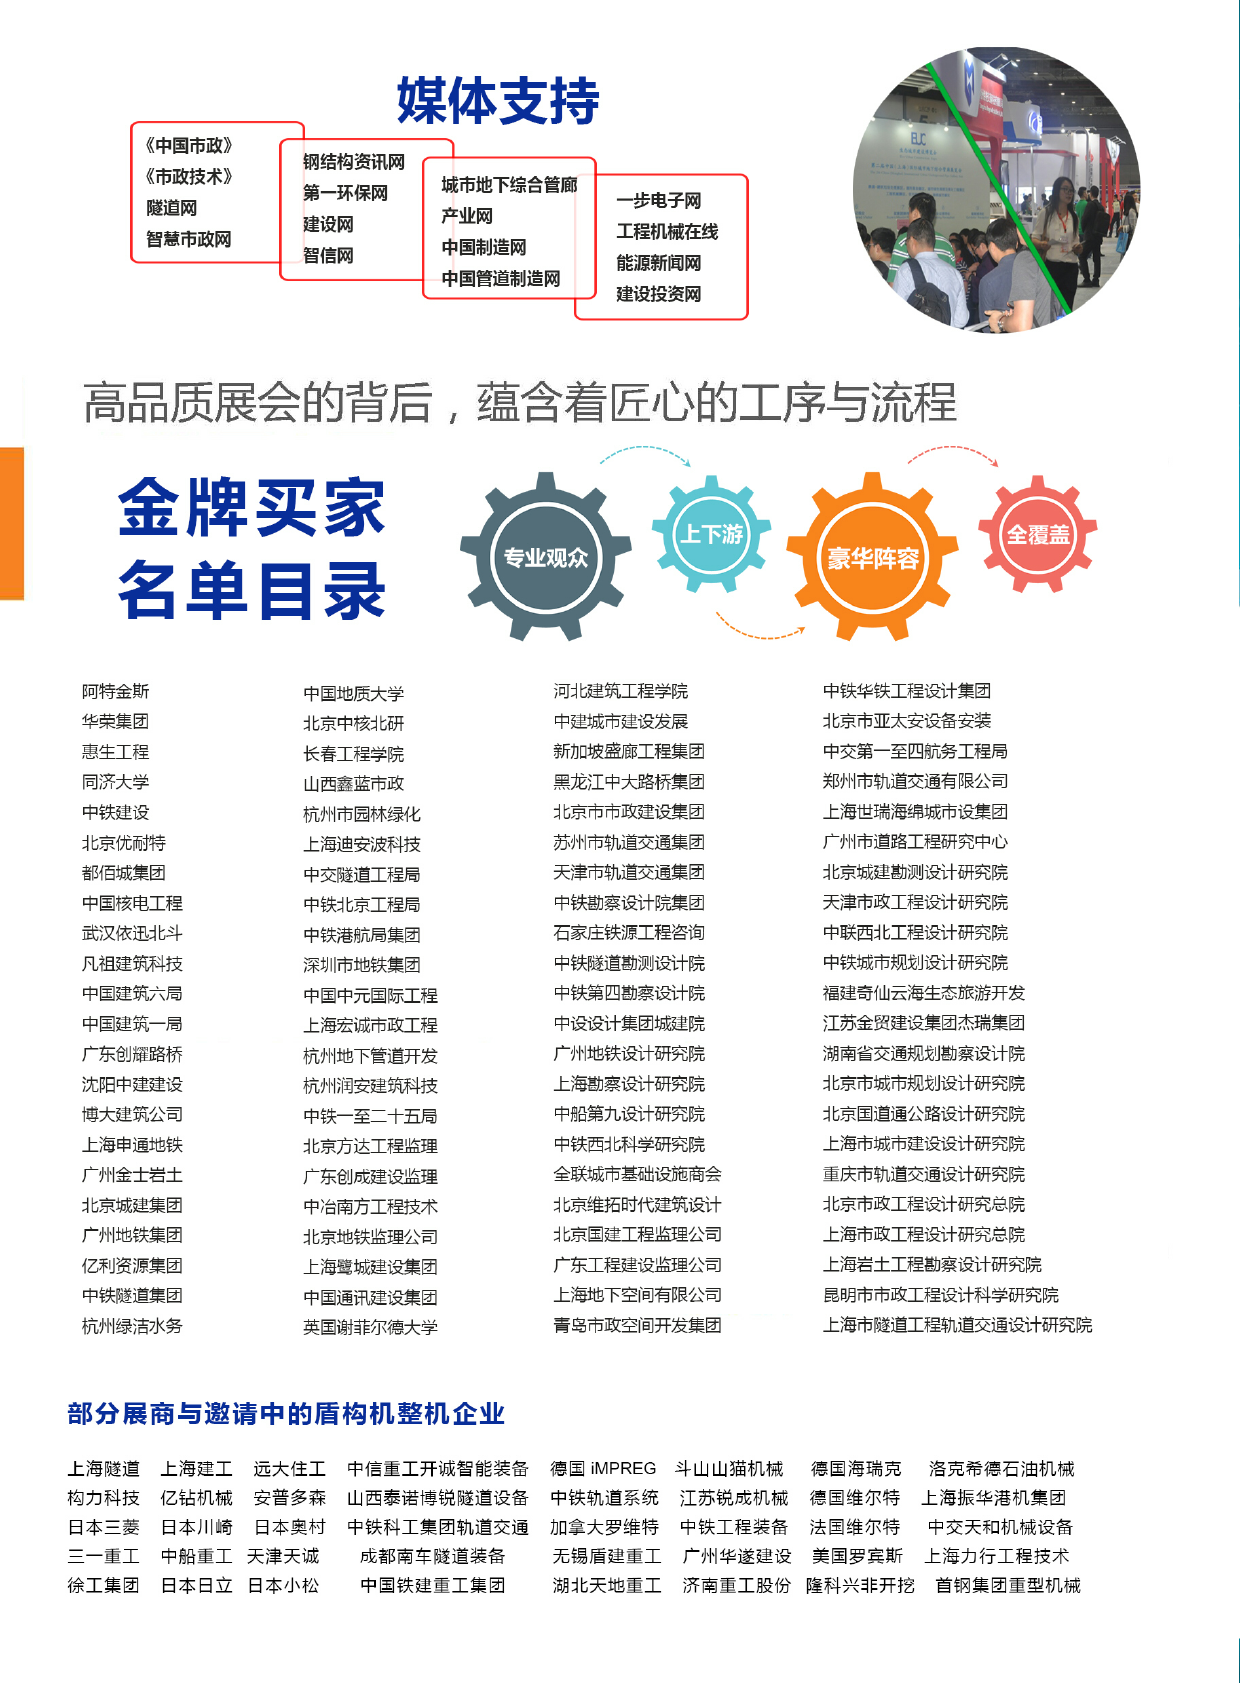 媒体支持
《中国市政》
《市政技术》
隧道网
智慧市政网
钢结构资讯网
第一环保网
建设网
智信网
城市地下综合管廊
产业网
中国制造网
中国管道制造网
一步电子网
工程机械在线
能源新闻网
建设投资网
EUC
高品质展会的背后，蕴含着匠心的工序与流程
金牌买家
名单目录
专业观众
上下游
豪华阵容
全覆盖
阿特金斯
华荣集团
惠生工程
同济大学
中铁建设
北京优耐特
都佰城集团
中国核电工程
武汉依迅北斗
凡祖建筑科技
中国建筑六局
中国建筑一局
广东创耀路桥
沈阳中建建设
博大建筑公司
上海申通地铁
广州金士岩土
北京城建集团
广州地铁集团
亿利资源集团
中铁隧道集团
杭州绿洁水务
中国地质大学
北京中核北研
长春工程学院
山西鑫蓝市政
杭州市园林绿化
上海迪安波科技
中交隧道工程局
中铁北京工程局
中铁港航局集团
深圳市地铁集团
中国中元国际工程
上海宏诚市政工程
杭州地下管道开发
杭州润安建筑科技
中铁一至二十五局
北京方达工程监理
广东创成建设监理
中冶南方工程技术
北京地铁监理公司
上海鹭城建设集团
中国通讯建设集团
英国谢菲尔德大学
河北建筑工程学院
中建城市建设发展
新加坡盛廊工程集团
黑龙江中大路桥集团
北京市市政建设集团
苏州市轨道交通集团
天津市轨道交通集团
中铁勘察设计院集团
石家庄铁源工程咨询
中铁隧道勘测设计院
中铁第四勘察设计院
中设设计集团城建院
广州地铁设计研究院
上海勘察设计研究院
中船第九设计研究院
中铁西北科学研究院
全联城市基础设施商会
北京维拓时代建筑设计
北京国建工程监理公司
广东工程建设监理公司
上海地下空间有限公司
青岛市政空间开发集团
中铁华铁工程设计集团
北京市亚太安设备安装
中交第一至四航务工程局
郑州市轨道交通有限公司
上海世瑞海绵城市设集团
广州市道路工程研究中心
北京城建勘测设计研究院
天津市政工程设计研究院
中联西北工程设计研究院
中铁城市规划设计研究院
福建奇仙云海生态旅游开发
江苏金贸建设集团杰瑞集团
湖南省交通规划勘察设计院
北京市城市规划设计研究院
北京国道通公路设计研究院
上海市城市建设设计研究院
重庆市轨道交通设计研究院
北京市政工程设计研究总院
上海市政工程设计研究总院
上海岩土工程勘察设计研究院
昆明市市政工程设计科学研究院
上海市隧道工程轨道交通设计研究院
部分展商与邀请中的盾构机整机企业
上海隧道 上海建工 远大住工 中信重工开诚智能装备 德国 iMPREG 斗山山猫机械 德国海瑞克 洛克希德石油机械
构力科技 亿钻机械 安普多森 山西泰诺博锐隧道设备 中铁轨道系统 江苏锐成机械 德国维尔特 上海振华港机集团
日本三菱 日本川崎 日本奥村 中铁科工集团轨道交通 加拿大罗维特 中铁工程装备 法国维尔特 中交天和机械设备
三一重工 中船重工 天津天诚 成都南车隧道装备 无锡盾建重工 广州华遂建设 美国罗宾斯 上海力行工程技术
徐工集团 日本日立 日本小松 中国铁建重工集团 湖北天地重工 济南重工股份 隆科兴非开挖 首钢集团重型机械